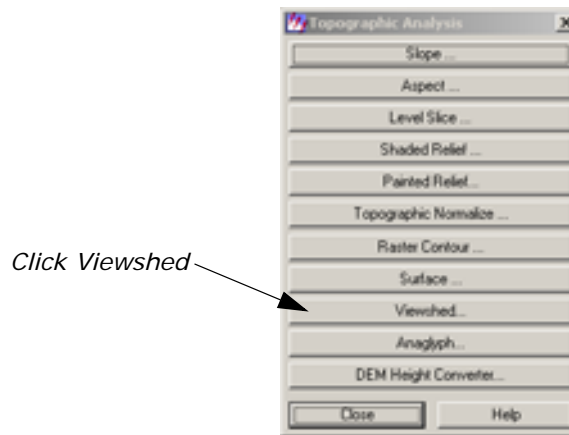 Topographic Analysis
Slope ...
Aspect ...
Level Slice ...
Shaded Relief ...
Painted Relief...
Topographic Normalize ...
Raster Contour ...
Surface ...
Click Viewshed
Viewshed...
Anaglyph...
DEM Height Converter...
Close Help